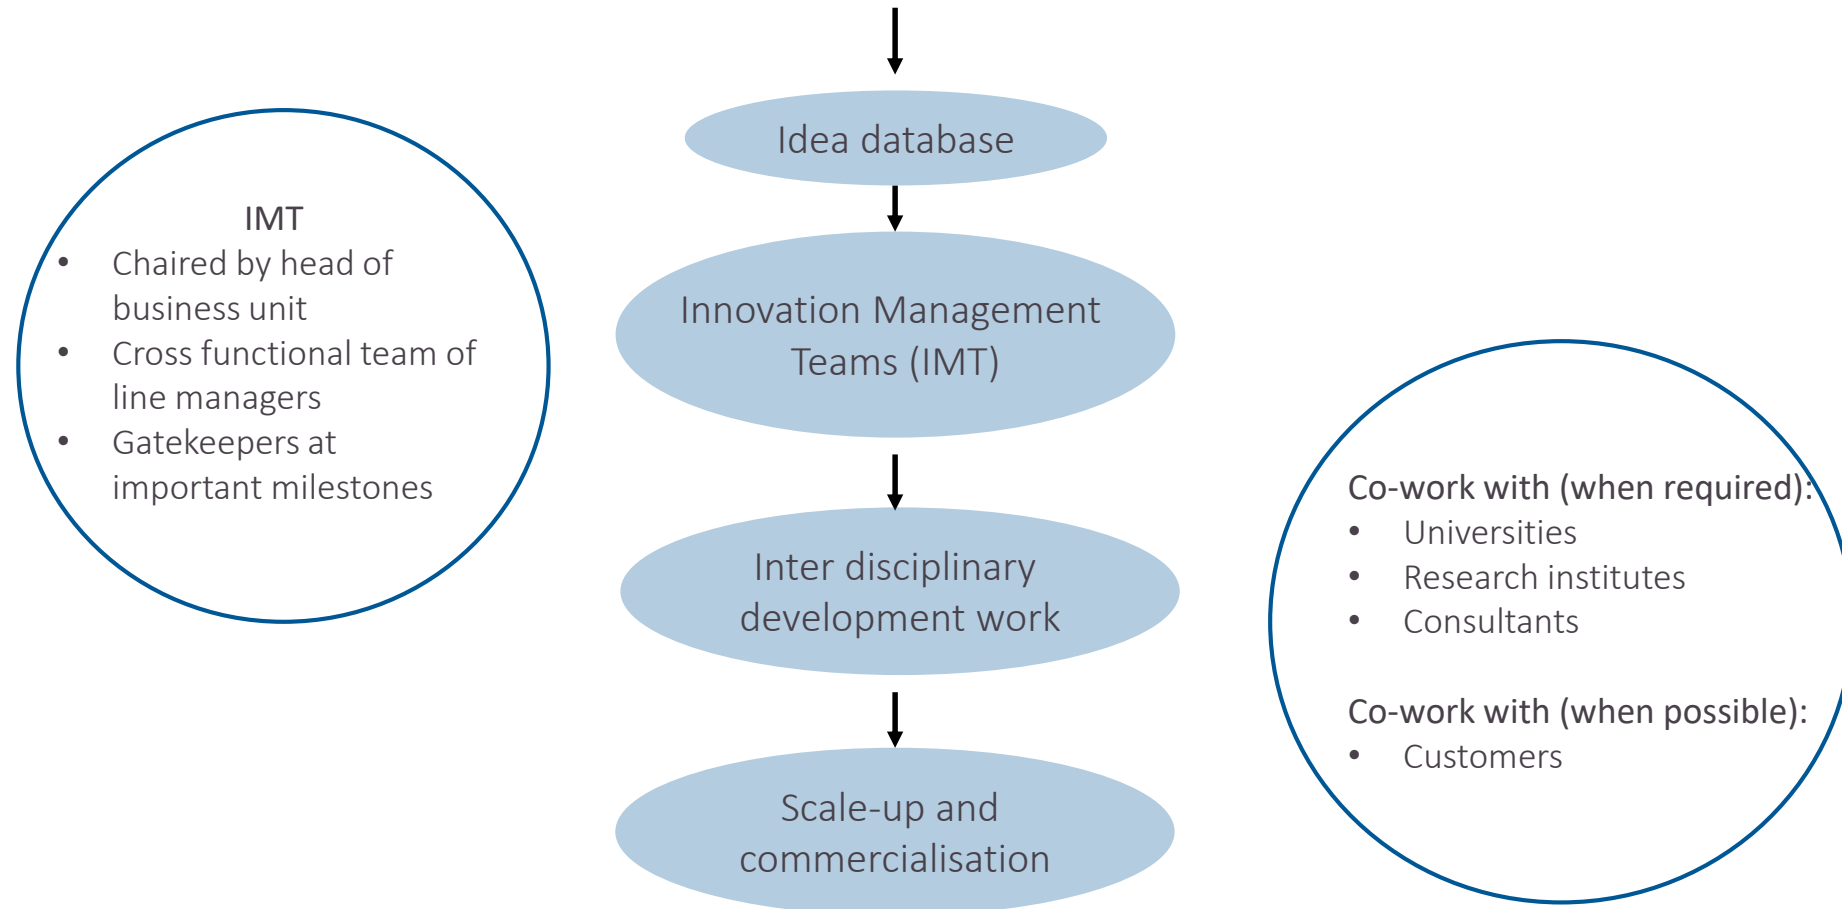 Idea database
IMT
• Chaired by head of
business unit
• Cross functional team of
line managers
• Gatekeepers at
important milestones
Innovation Management
Teams (IMT)
Inter disciplinary
development work
Scale-up and
commercialisation
Co-work with (when required):
• Universities
• Research institutes
• Consultants
Co-work with (when possible):
• Customers